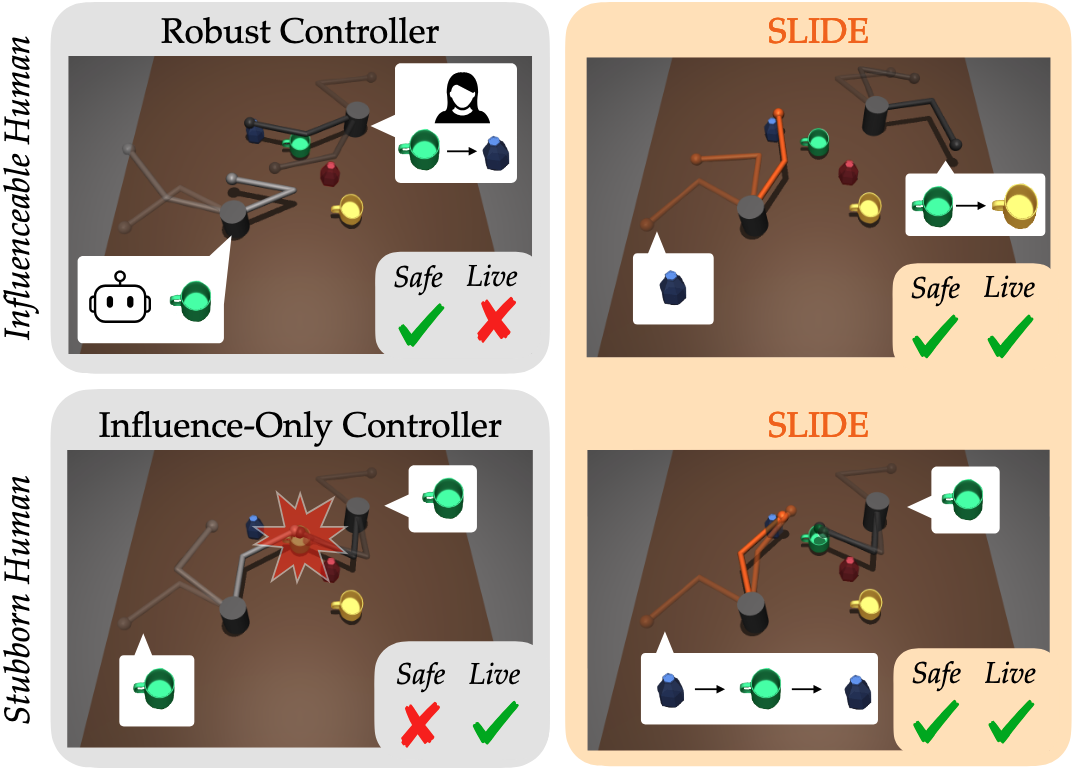 Robust Controller
SLIDE
Influenceable Human
Safe Live
Safe Live
Influence-Only Controller
SLIDE
Stubborn Human
Safe Live
Safe Live